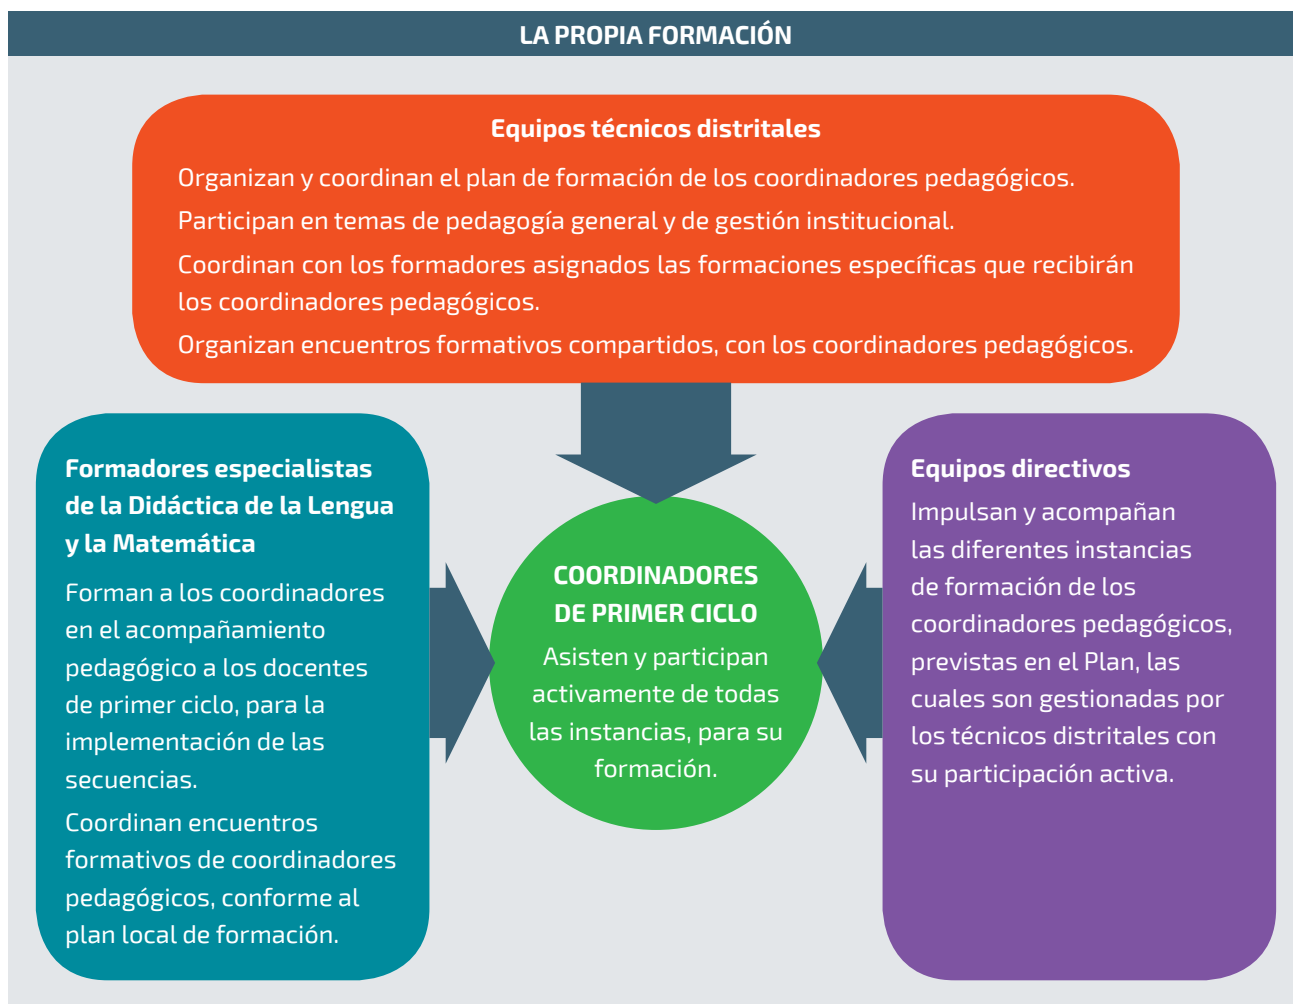 LA PROPIA FORMACIÓN
Equipos técnicos distritales
Organizan y coordinan el plan de formación de los coordinadores pedagógicos.
Participan en temas de pedagogía general y de gestión institucional.
Coordinan con los formadores asignados las formaciones específicas que recibirán
los coordinadores pedagógicos.
Organizan encuentros formativos compartidos, con los coordinadores pedagógicos.
Formadores especialistas
de la Didáctica de la Lengua
y la Matemática
Forman a los coordinadores
en el acompañamiento
pedagógico a los docentes
de primer ciclo, para la
implementación de las
secuencias.
Coordinan encuentros
formativos de coordinadores
pedagógicos, conforme al
plan local de formación.
COORDINADORES
DE PRIMER CICLO
Asisten y participan
activamente de todas
las instancias, para su
formación.
Equipos directivos
Impulsan y acompañan
las diferentes instancias
de formación de los
coordinadores pedagógicos,
previstas en el Plan, las
cuales son gestionadas por
los técnicos distritales con
su participación activa.